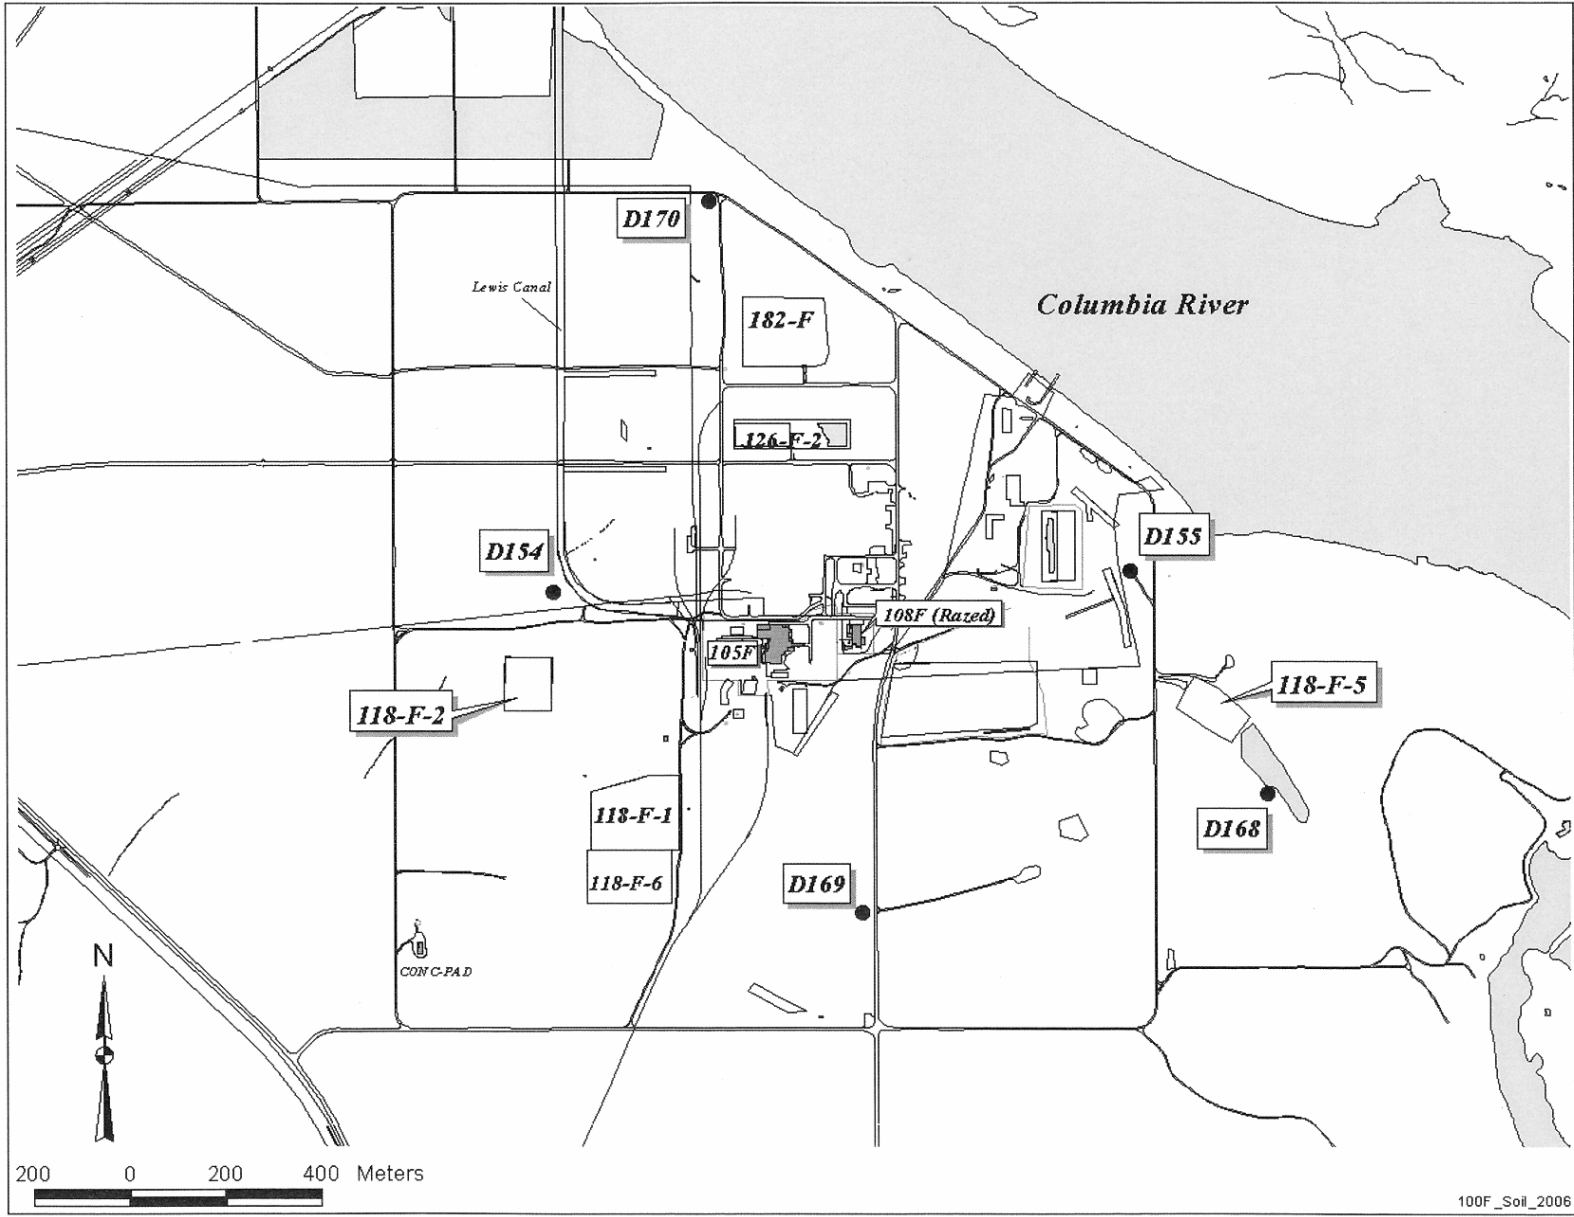 D170
Lewis Canal
Columbia River
182-F
126-F-2
D155
D154
108F (Razed)
105F
118-F-5
118-F-2
118-F-1
D168
118-F-6
D169
N
CONC-PAD
200 0 200 400 Meters
100F_Soil_2006